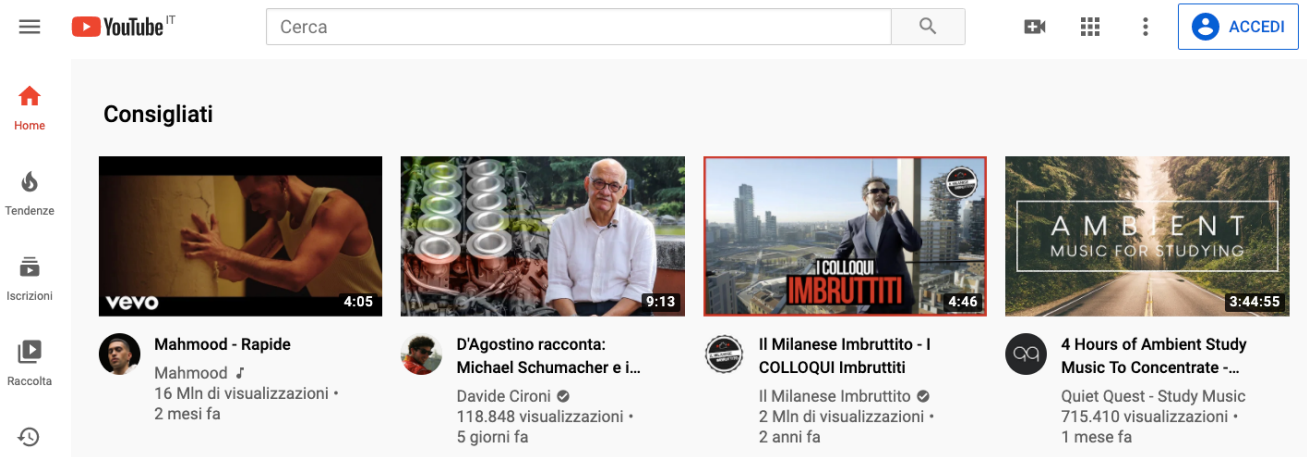 YouTube IT
Cerca
ACCEDI
Home
Tendenze
Iscrizioni
Raccolta
Consigliati
vevo
4:05
Mahmood - Rapide
Mahmood
16 Mln di visualizzazioni •
2 mesi fa
9:13
D'Agostino racconta:
Michael Schumacher e i...
Davide Cironi
118.848 visualizzazioni •
5 giorni fa
I COLLOQUI
IMBRUTTITI
4:46
Il Milanese Imbruttito - I
COLLOQUI Imbruttiti
Il Milanese Imbruttito
2 Mln di visualizzazioni •
2 anni fa
AMBIENT
MUSIC FOR STUDYING
3:44:55
4 Hours of Ambient Study
Music To Concentrate -...
Quiet Quest - Study Music
715.410 visualizzazioni •
1 mese fa